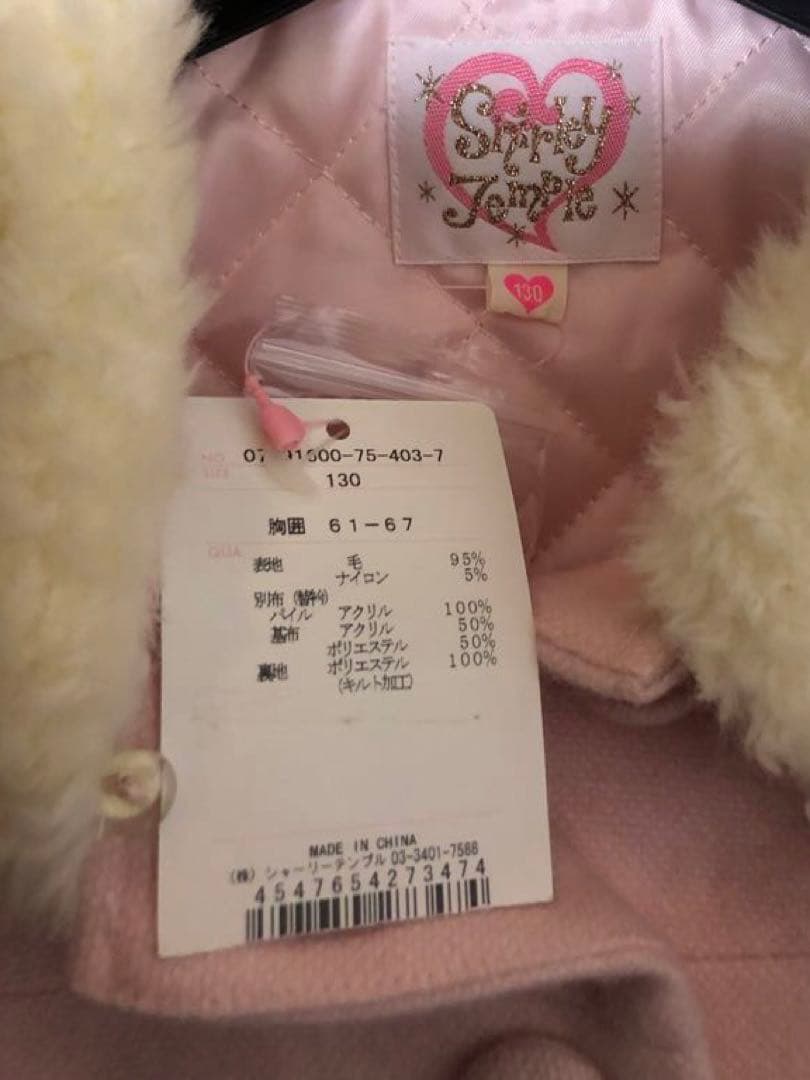 Shirley
Temple
130
-75-403-7
130
胸囲 61-67
表地 毛 95%
ナイロン 5%
別布
パイル アクリル 100%
基布 アクリル 50%
ポリエステル 50%
裏地 ポリエステル 100%
(キルト加工)
MADE IN CHINA
(株) シャーリーテンプル 03-3401-7588
4547654273474